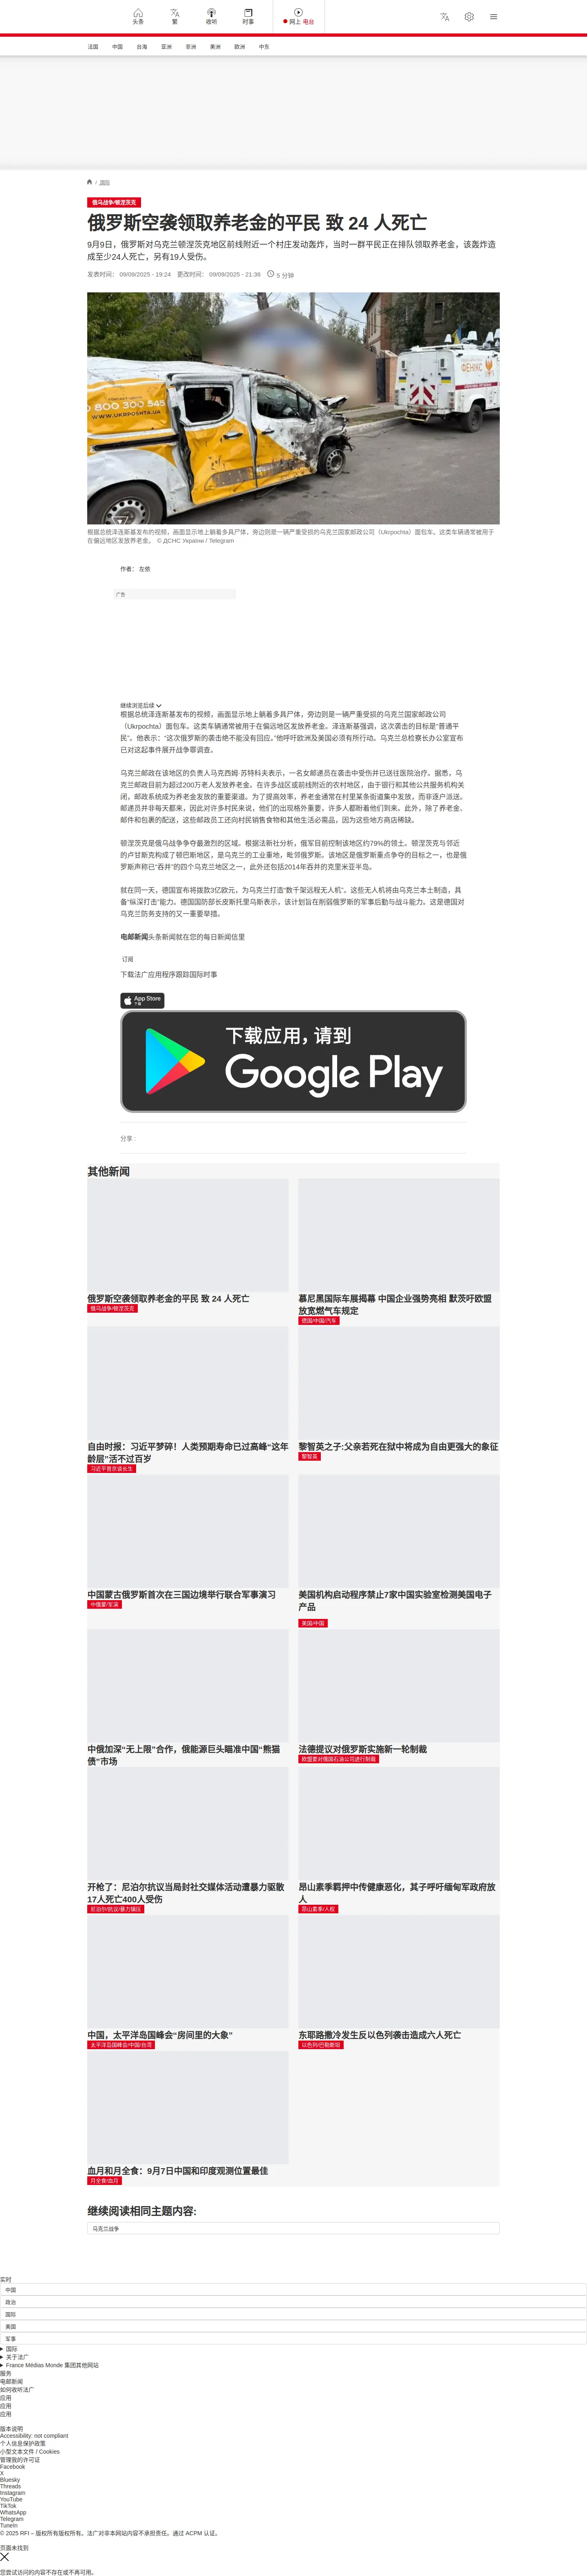 头条
繁
收听
时事
网上 电台
法国
中国
台海
亚洲
非洲
美洲
欧洲
中东
/ 国际
俄乌战争/顿涅茨克
俄罗斯空袭领取养老金的平民 致 24 人死亡
9月9日，俄罗斯对乌克兰顿涅茨克地区前线附近一个村庄发动轰炸，当时一群平民正在排队领取养老金，该轰炸造
成至少24人死亡，另有19人受伤。
发表时间： 09/09/2025 - 19:24 更改时间： 09/09/2025 - 21:36 5 分钟
0 800 300 545
WWW.UKRPOSHTA.UA
ФЕНІКС
根据总统泽连斯基发布的视频，画面显示地上躺着多具尸体，旁边则是一辆严重受损的乌克兰国家邮政公司（Ukrpochta）面包车。这类车辆通常被用于
在偏远地区发放养老金。 © ДСНС України / Telegram
作者： 左依
广告
继续浏览后续
根据总统泽连斯基发布的视频，画面显示地上躺着多具尸体，旁边则是一辆严重受损的乌克兰国家邮政公司
（Ukrpochta）面包车。这类车辆通常被用于在偏远地区发放养老金。泽连斯基强调，这次袭击的目标是“普通平
民”。他表示：“这次俄罗斯的袭击绝不能没有回应。”他呼吁欧洲及美国必须有所行动。乌克兰总检察长办公室宣布
已对这起事件展开战争罪调查。
乌克兰邮政在该地区的负责人马克西姆·苏特科夫表示，一名女邮递员在袭击中受伤并已送往医院治疗。据悉，乌
克兰邮政目前为超过200万老人发放养老金。在许多战区或前线附近的农村地区，由于银行和其他公共服务机构关
闭，邮政系统成为养老金发放的重要渠道。为了提高效率，养老金通常在村里某条街道集中发放，而非逐户派送。
邮递员并非每天都来，因此对许多村民来说，他们的出现格外重要，许多人都盼着他们到来。此外，除了养老金、
邮件和包裹的配送，这些邮政员工还向村民销售食物和其他生活必需品，因为这些地方商店稀缺。
顿涅茨克是俄乌战争争夺最激烈的区域。根据法新社分析，俄军目前控制该地区约79%的领土。顿涅茨克与邻近
的卢甘斯克构成了顿巴斯地区，是乌克兰的工业重地，毗邻俄罗斯。该地区是俄罗斯重点争夺的目标之一，也是俄
罗斯声称已“吞并”的四个乌克兰地区之一，此外还包括2014年吞并的克里米亚半岛。
就在同一天，德国宣布将拨款3亿欧元，为乌克兰打造“数千架远程无人机”。这些无人机将由乌克兰本土制造，具
备“纵深打击”能力。德国国防部长皮斯托里乌斯表示，该计划旨在削弱俄罗斯的军事后勤与战斗能力。这是德国对
乌克兰防务支持的又一重要举措。
电邮新闻头条新闻就在您的每日新闻信里
订阅
下载法广应用程序跟踪国际时事
App Store
下载
下载应用，请到
Google Play
分享 :
其他新闻
俄罗斯空袭领取养老金的平民 致 24 人死亡
俄乌战争/顿涅茨克
慕尼黑国际车展揭幕 中国企业强势亮相 默茨吁欧盟
放宽燃气车规定
德国/中国/汽车
自由时报：习近平梦碎！人类预期寿命已过高峰“这年
龄层”活不过百岁
习近平普京谈长生
黎智英之子:父亲若死在狱中将成为自由更强大的象征
黎智英
中国蒙古俄罗斯首次在三国边境举行联合军事演习
中俄蒙/军演
美国机构启动程序禁止7家中国实验室检测美国电子
产品
美国/中国
中俄加深“无上限”合作，俄能源巨头瞄准中国“熊猫
债”市场
法德提议对俄罗斯实施新一轮制裁
欧盟要对俄国石油公司进行制裁
开枪了：尼泊尔抗议当局封社交媒体活动遭暴力驱散
17人死亡400人受伤
尼泊尔/抗议/暴力镇压
昂山素季羁押中传健康恶化，其子呼吁缅甸军政府放
人
昂山素季/人权
中国，太平洋岛国峰会“房间里的大象”
太平洋岛国峰会/中国/台湾
东耶路撒冷发生反以色列袭击造成六人死亡
以色列/巴勒斯坦
血月和月全食：9月7日中国和印度观测位置最佳
月全食/血月
继续阅读相同主题内容:
乌克兰战争
实时
中国
政治
国际
美国
军事
国际
关于法广
France Médias Monde 集团其他网站
服务
电邮新闻
如何收听法广
应用
应用
应用
版本说明
Accessibility: not compliant
个人信息保护政策
小型文本文件 / Cookies
管理我的许可证
Facebook
X
Bluesky
Threads
Instagram
YouTube
TikTok
WhatsApp
Telegram
TuneIn
© 2025 RFI – 版权所有版权所有。法广对非本网站内容不承担责任。通过 ACPM 认证。
页面未找到
您尝试访问的内容不存在或不再可用。